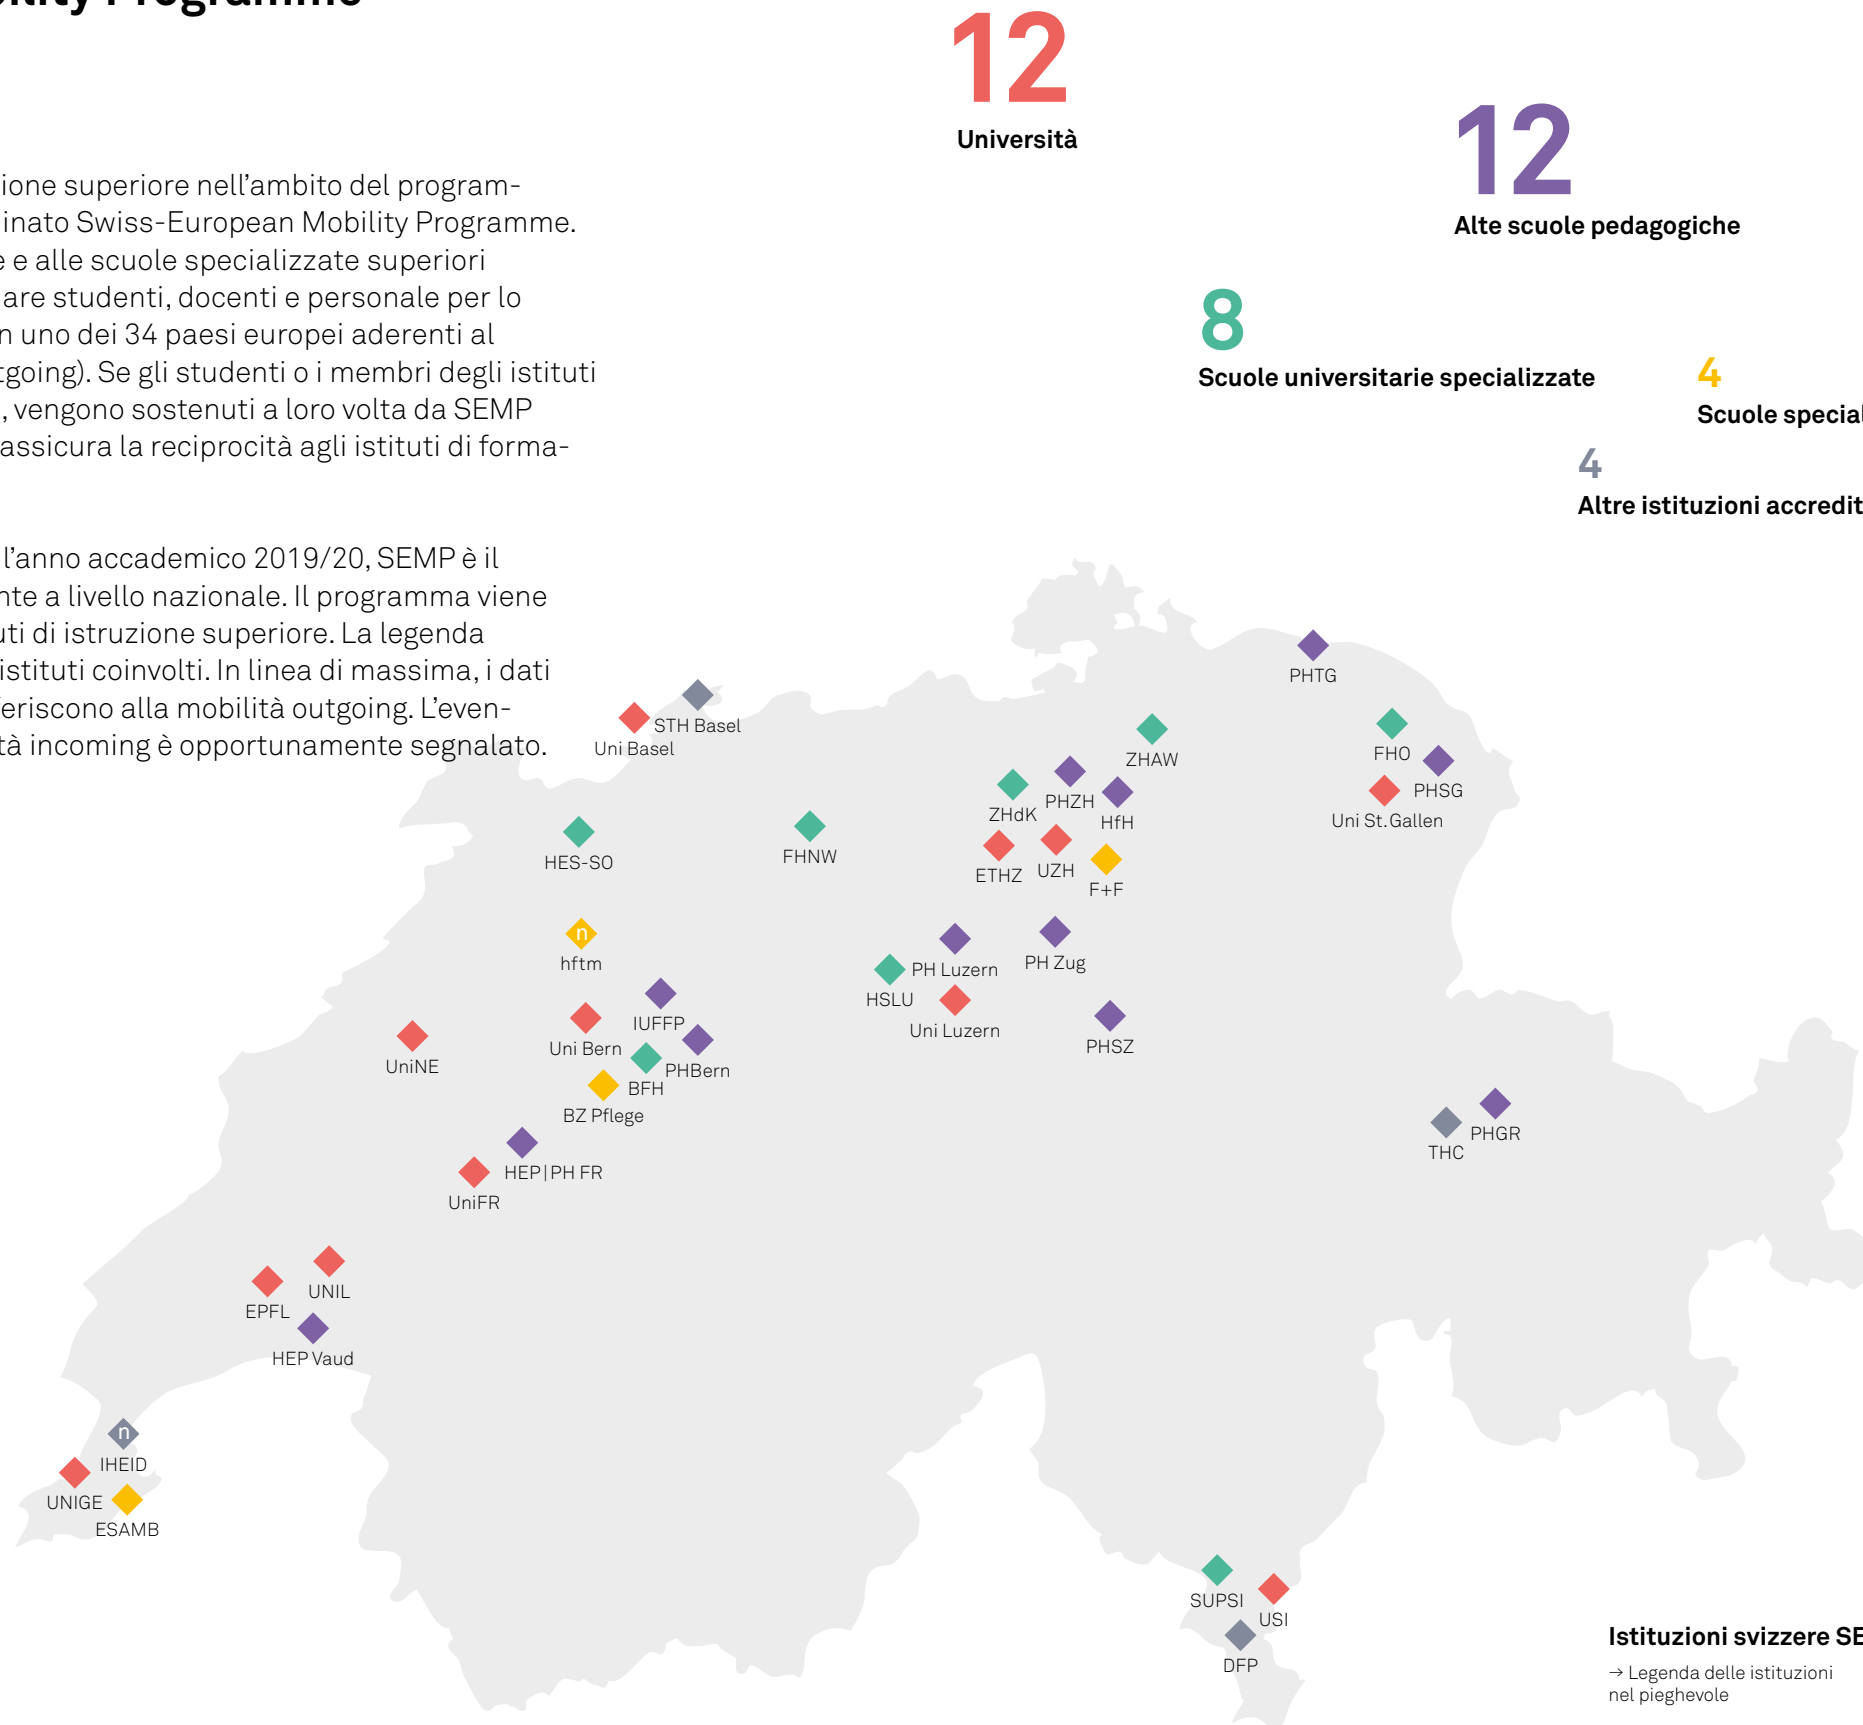 12
Università
12
Alte scuole pedagogiche
8
Scuole universitarie specializzate
4
Scuole special
4
Altre istituzioni accredit
ione superiore nell'ambito del program-
inato Swiss-European Mobility Programme.
e e alle scuole specializzate superiori
are studenti, docenti e personale per lo
n uno dei 34 paesi europei aderenti al
tgoing). Se gli studenti o i membri degli istituti
, vengono sostenuti a loro volta da SEMP
assicura la reciprocità agli istituti di forma-
l'anno accademico 2019/20, SEMP è il
nte a livello nazionale. Il programma viene
uti di istruzione superiore. La legenda
istituti coinvolti. In linea di massima, i dati
feriscono alla mobilità outgoing. L'even-
tà incoming è opportunamente segnalato.
PHTG
STH Basel
Uni Basel
ZHAW
FHO
PHSG
Uni St. Gallen
ZHdK
PHZH
HfH
HES-SO
FHNW
ETHZ
UZH
F+F
n
hftm
PH Luzern
PH Zug
HSLU
Uni Luzern
IUFFP
Uni Bern
PHBern
BFH
BZ Pflege
PHSZ
UniNE
HEP|PH FR
UniFR
THC
PHGR
UNIL
EPFL
HEP Vaud
n
IHEID
UNIGE
ESAMB
SUPSI
USI
DFP
Istituzioni svizzere SE
→ Legenda delle istituzioni
nel pieghevole